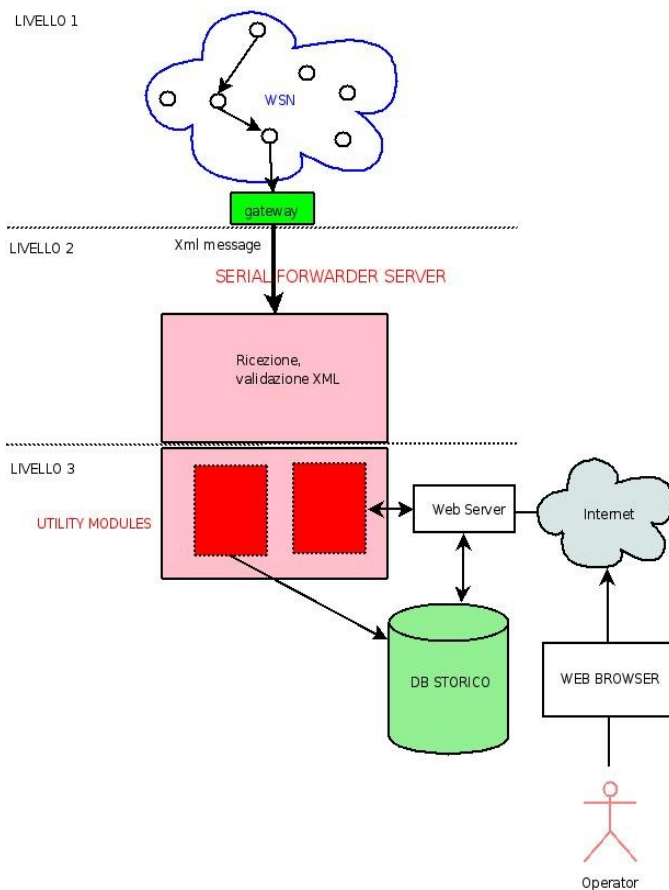 LIVELLO 1
WSN
gateway
LIVELLO 2
Xml message
SERIAL FORWARDER SERVER
Ricezione,
validazione XML
LIVELLO 3
UTILITY MODULES
Web Server
Internet
DB STORICO
WEB BROWSER
Operator